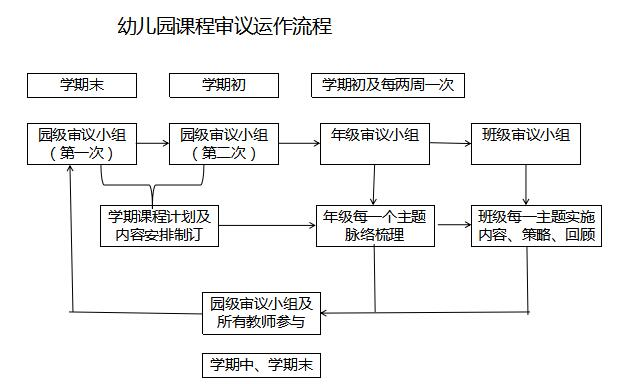 幼儿园课程审议运作流程
学期末
学期初
学期初及每两周一次
园级审议小组
（第一次）
园级审议小组
（第二次）
年级审议小组
班级审议小组
学期课程计划及
内容安排制订
年级每一个主题
脉络梳理
班级每一主题实施
内容、策略、回顾
园级审议小组及
所有教师参与
学期中、学期末